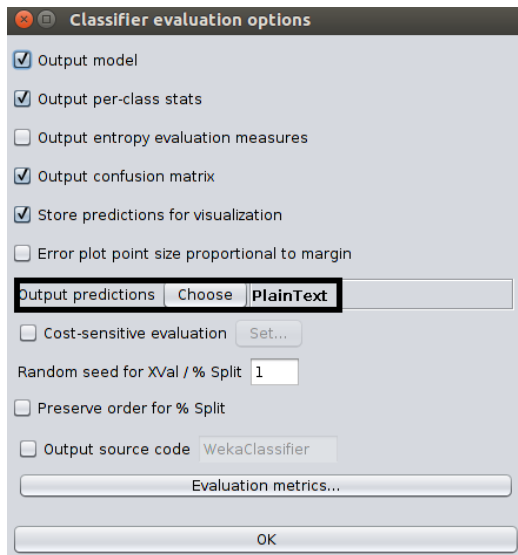 Classifier evaluation options
Output model
Output per-class stats
Output entropy evaluation measures
Output confusion matrix
Store predictions for visualization
Error plot point size proportional to margin
Output predictions Choose PlainText
Cost-sensitive evaluation Set...
Random seed for XVal / % Split 1
Preserve order for % Split
Output source code WekaClassifier
Evaluation metrics...
OK